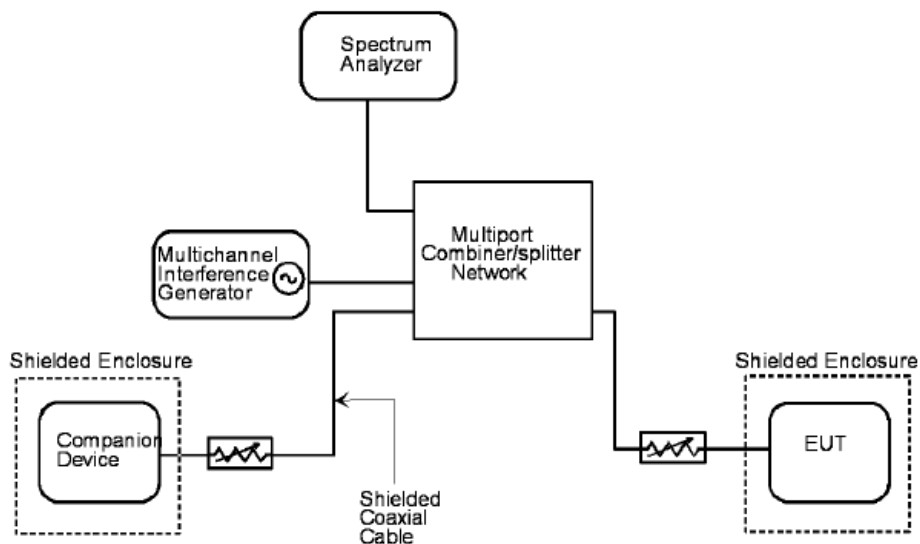 Spectrum
Analyzer
Multiport
Combiner/splitter
Network
Multichannel
Interference
Generator
Shielded Enclosure
Shielded Enclosure
Companion
Device
EUT
Shielded
Coaxial
Cable